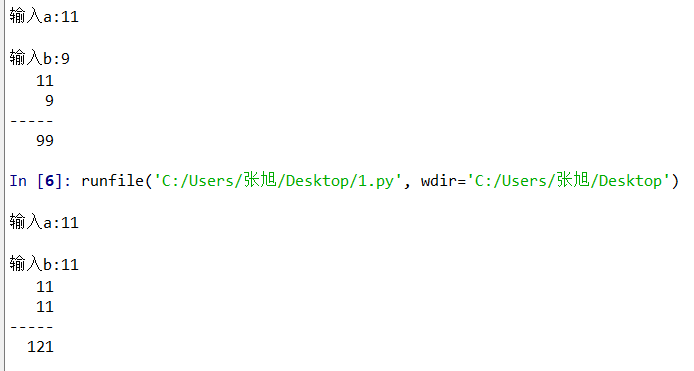 输入a:11
输入b:9
   11
    9
-----
   99
In [6]: runfile('C:/Users/张旭/Desktop/1.py', wdir='C:/Users/张旭/Desktop')
输入a:11
输入b:11
   11
   11
-----
  121